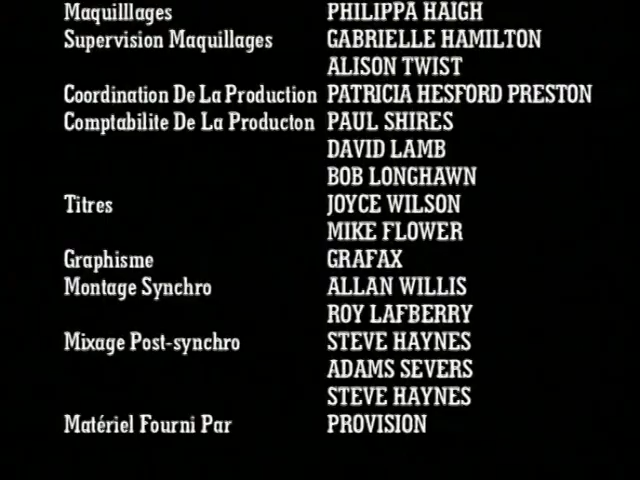 Maquilllages PHILIPPA HAIGH
Supervision Maquillages GABRIELLE HAMILTON
ALISON TWIST
Coordination De La Production PATRICIA HESFORD PRESTON
Comptabilite De La Producton PAUL SHIRES
DAVID LAMB
BOB LONGHAWN
Titres JOYCE WILSON
MIKE FLOWER
Graphisme GRAFAX
Montage Synchro ALLAN WILLIS
ROY LAFBERRY
Mixage Post-synchro STEVE HAYNES
ADAMS SEVERS
STEVE HAYNES
Matériel Fourni Par PROVISION